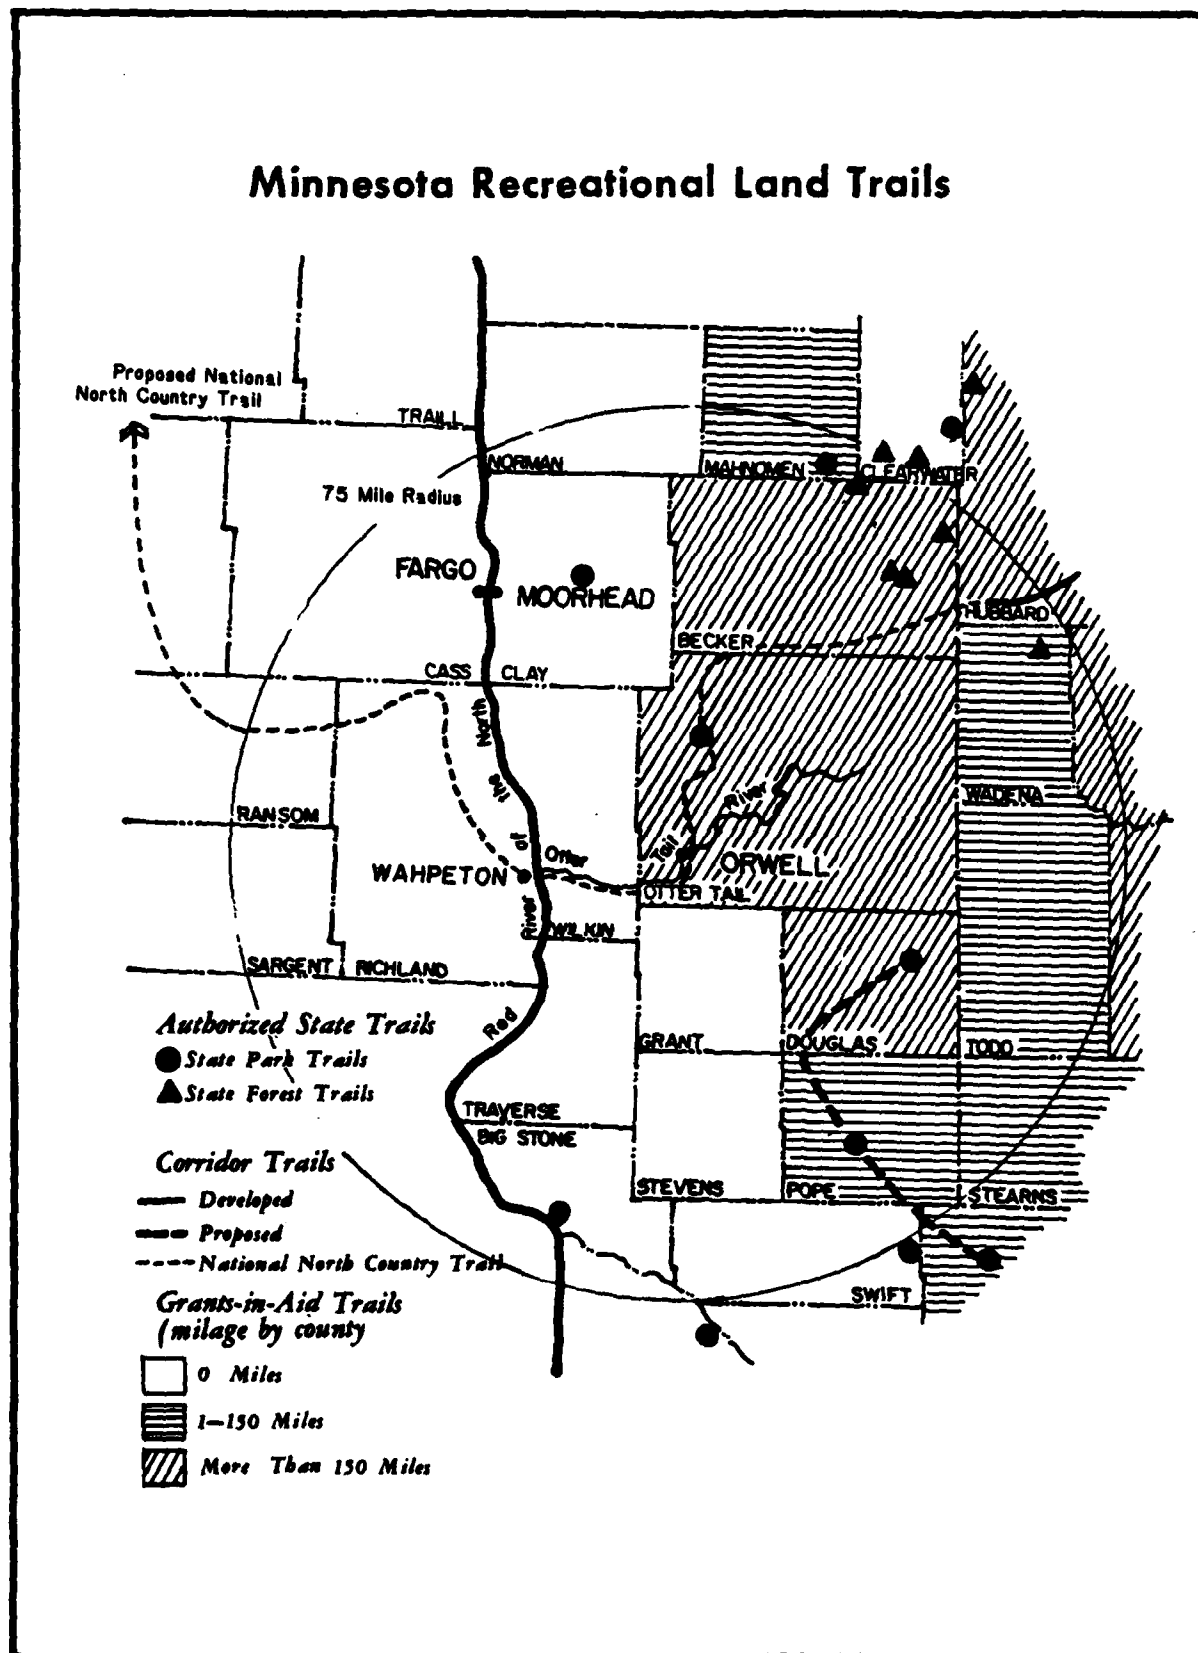 Minnesota Recreational Land Trails
Proposed National
North Country Trail
TRAILL
NORMAN
MAHNOMEN
CLEARWATER
75 Mile Radius
FARGO
MOORHEAD
HUBBARD
BECKER
CASS
CLAY
North
the
of
River
Red
RANSOM
WADENA
Otter
Tail
River
ORWELL
WAHPETON
OTTER TAIL
WILKIN
SARGENT
RICHLAND
GRANT
DOUGLAS
TODD
TRAVERSE
BIG STONE
STEVENS
POPE
STEARNS
SWIFT
Authorized State Trails
State Park Trails
State Forest Trails
Corridor Trails
Developed
Proposed
National North Country Trail
Grants-in-Aid Trails
(milage by county
0 Miles
1-150 Miles
More Than 150 Miles